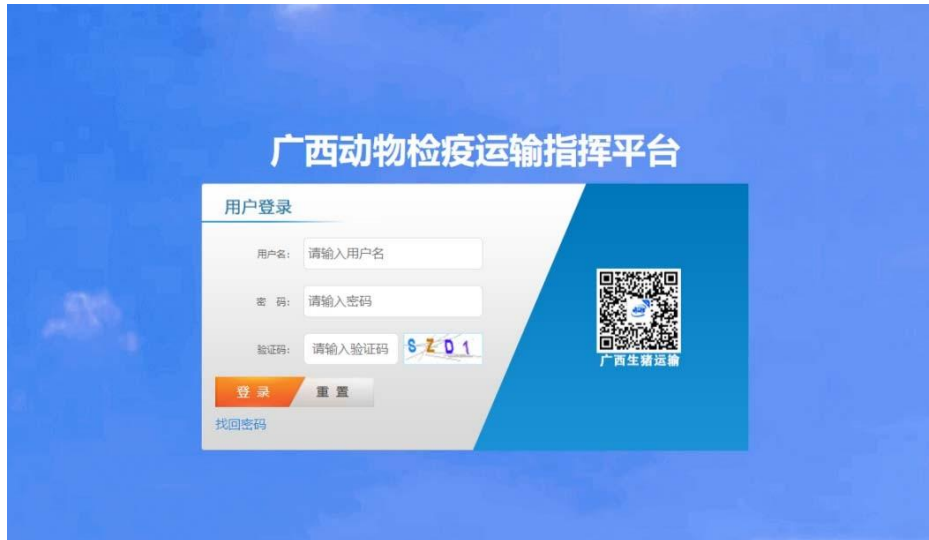 广西动物检疫运输指挥平台
用户登录
用户名: 请输入用户名
密 码: 请输入密码
验证码: 请输入验证码 S Z D 1
登 录 重 置
找回密码
广西生猪运输